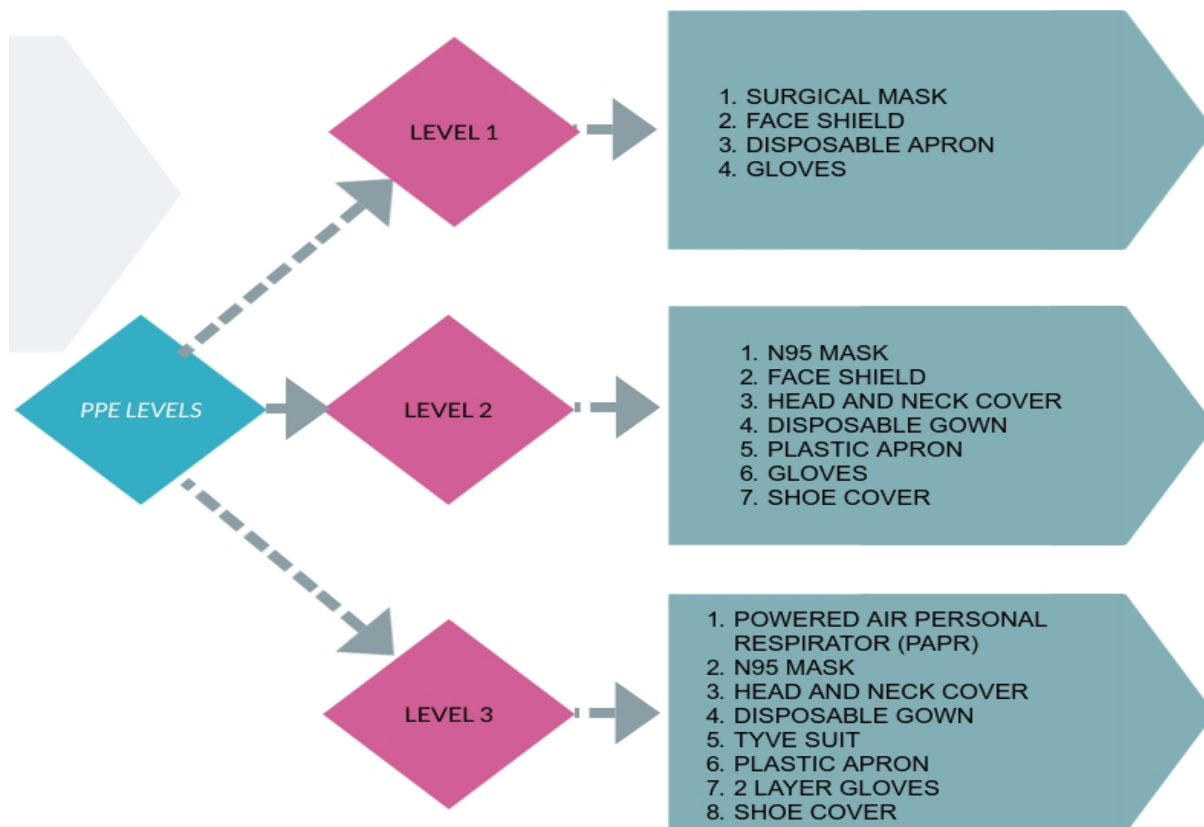 LEVEL 1
1. SURGICAL MASK
2. FACE SHIELD
3. DISPOSABLE APRON
4. GLOVES
PPE LEVELS
LEVEL 2
1. N95 MASK
2. FACE SHIELD
3. HEAD AND NECK COVER
4. DISPOSABLE GOWN
5. PLASTIC APRON
6. GLOVES
7. SHOE COVER
LEVEL 3
1. POWERED AIR PERSONAL
RESPIRATOR (PAPR)
2. N95 MASK
3. HEAD AND NECK COVER
4. DISPOSABLE GOWN
5. TYVE SUIT
6. PLASTIC APRON
7. 2 LAYER GLOVES
8. SHOE COVER